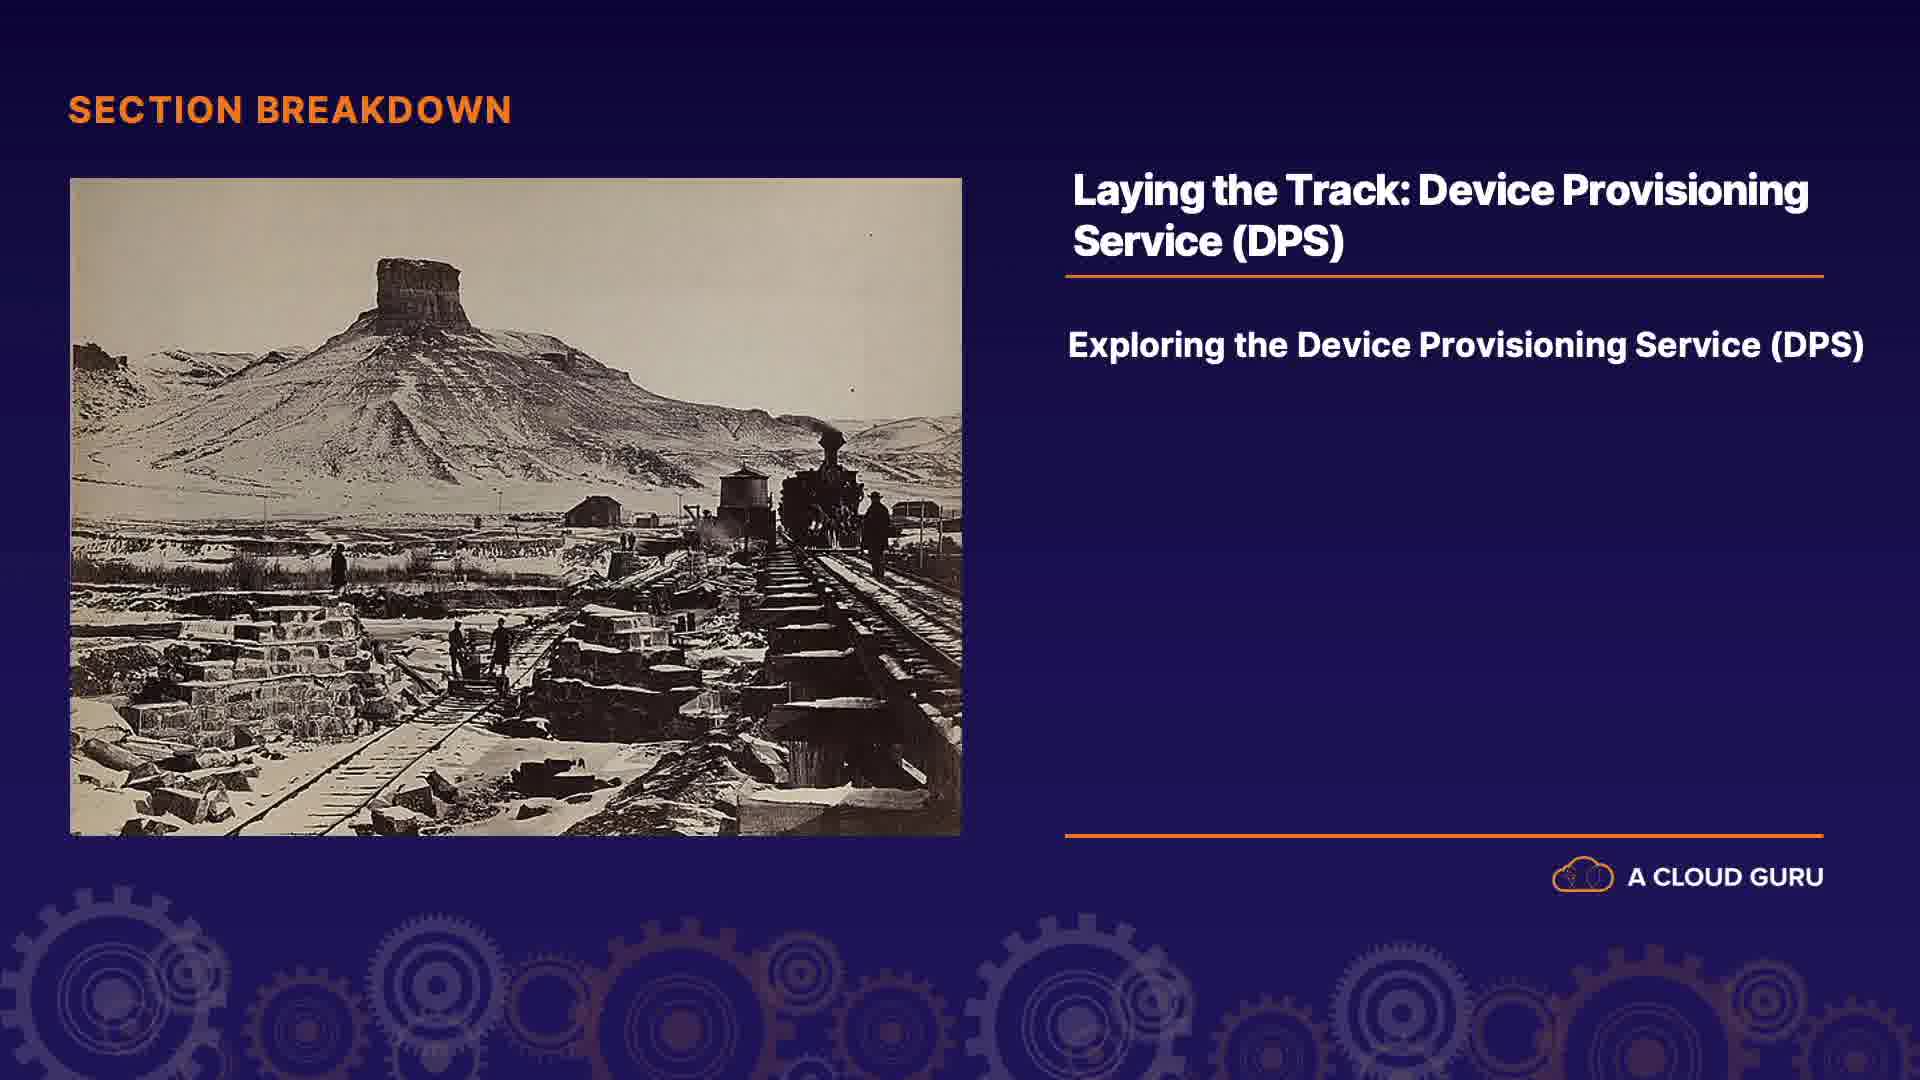 SECTION BREAKDOWN
Laying the Track: Device Provisioning
Service (DPS)
Exploring the Device Provisioning Service (DPS)
A CLOUD GURU